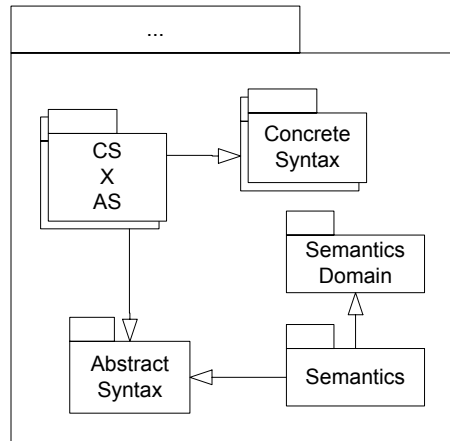 ...
CS
X
AS
Concrete
Syntax
Semantics
Domain
Abstract
Syntax
Semantics